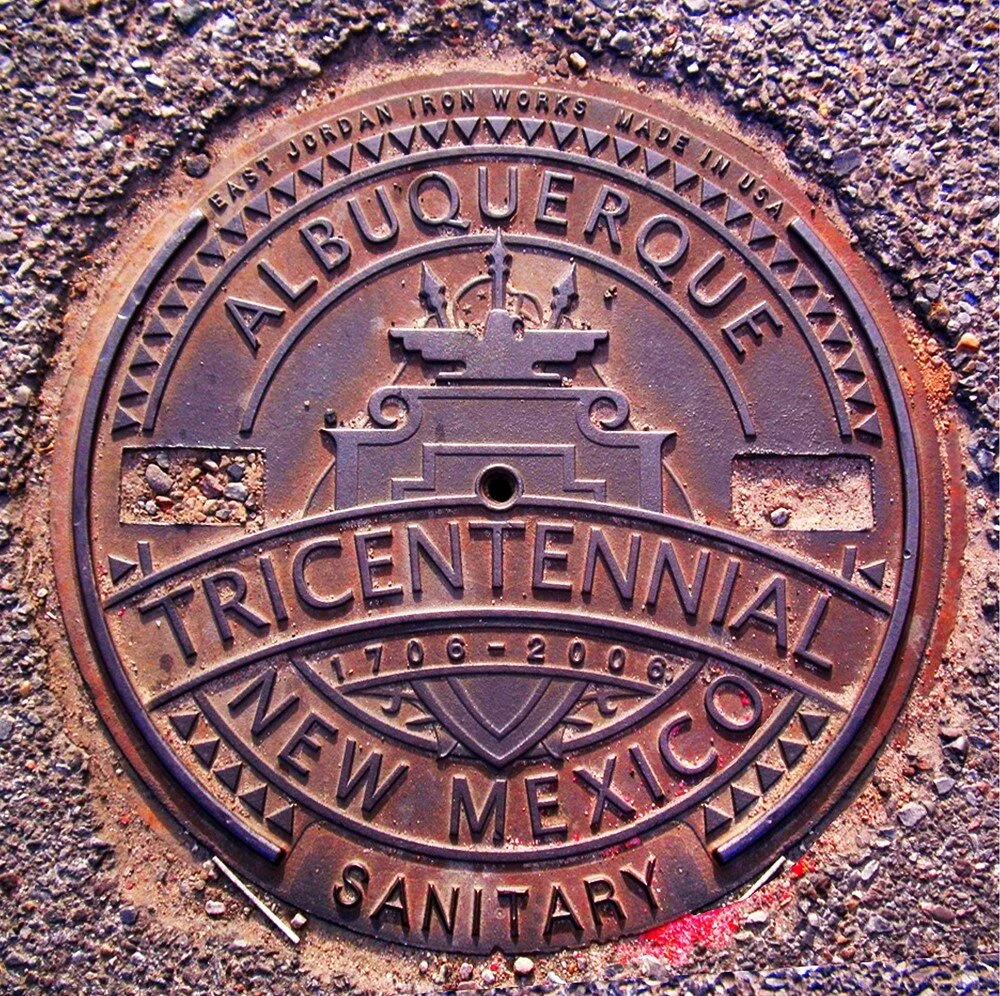 EAST JORDAN IRON WORKS MADE IN USA
ALBUQUERQUE
TRICENTENNIAL
1706-2006
NEW MEXICO
SANITARY